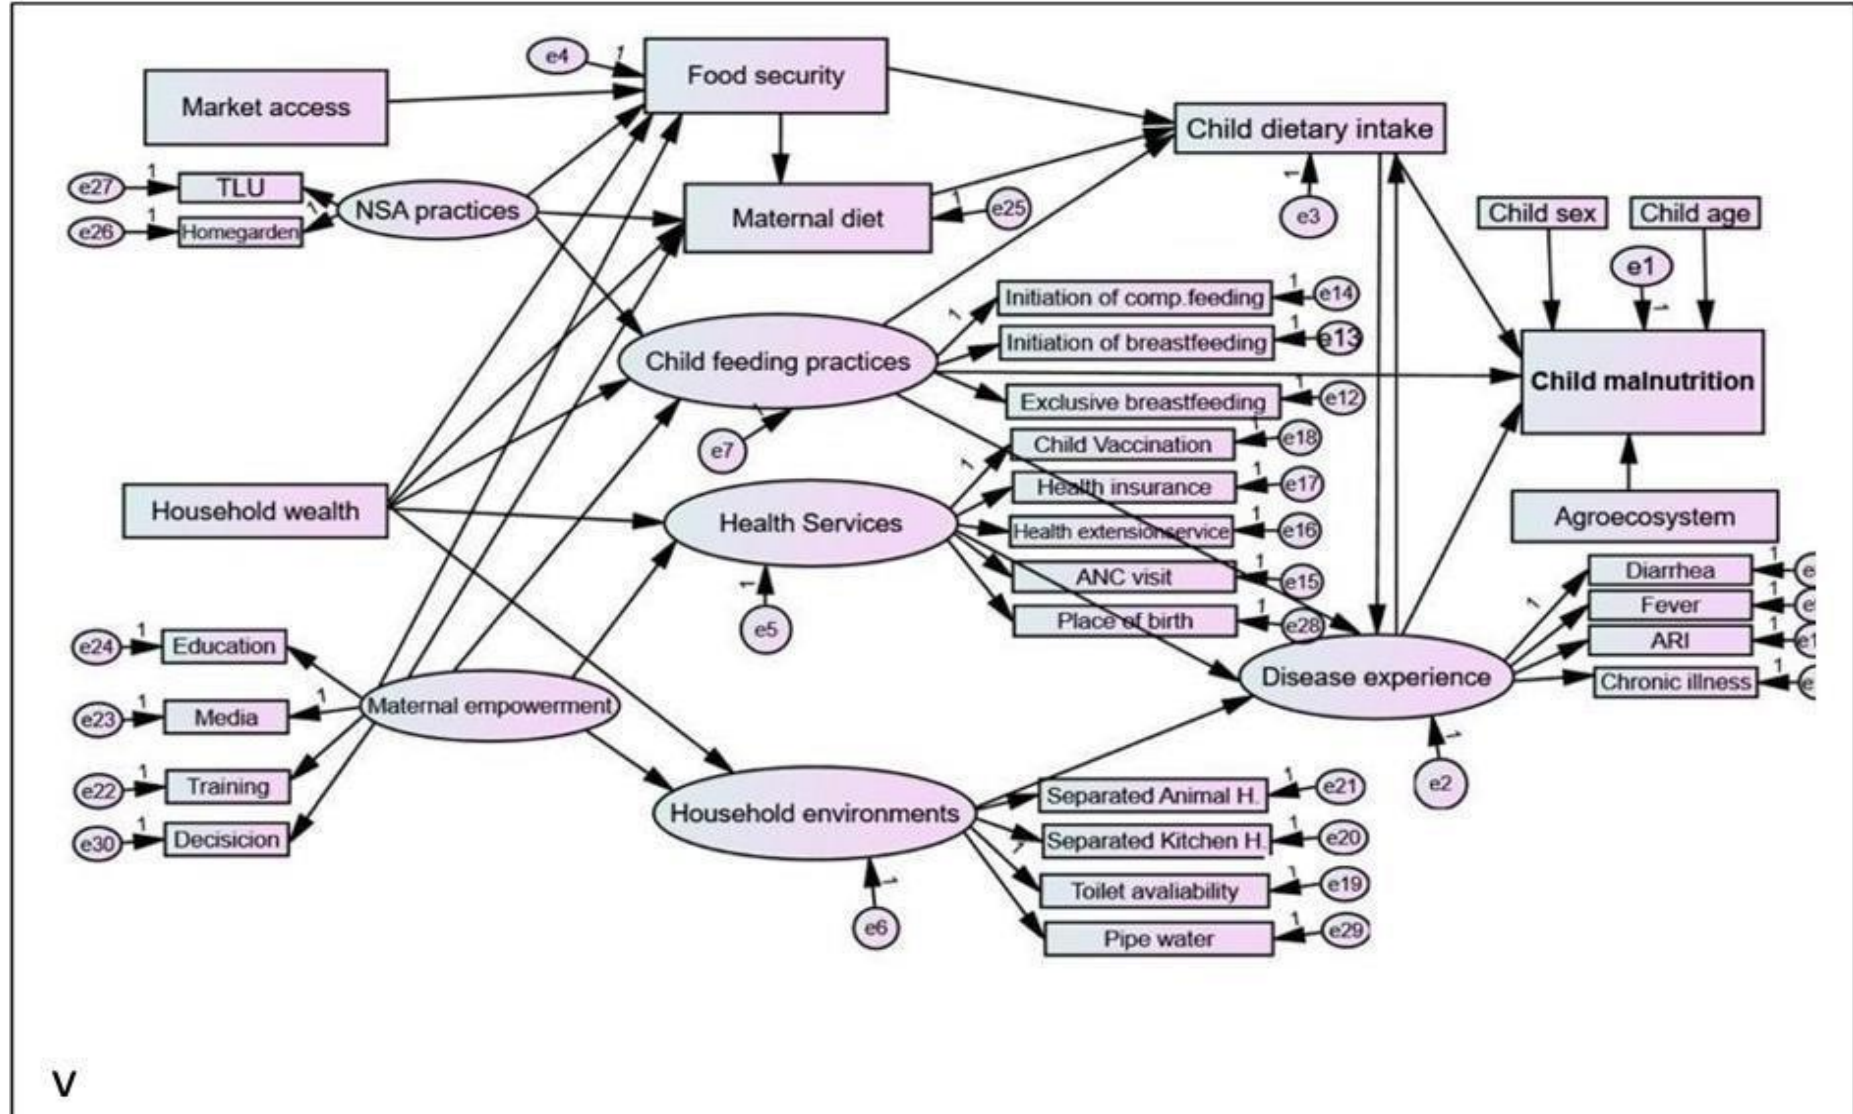 e4
1
Food security
Market access
Child dietary intake
e27
1
TLU
NSA practices
1
e26
1
Homegarden
Maternal diet
1
e25
1
e3
Child sex
Child age
e1
1
Initiation of comp.feeding
1
e14
1
Initiation of breastfeeding
1
e13
Child feeding practices
Child malnutrition
Exclusive breastfeeding
1
e12
1
e7
Child Vaccination
1
e18
1
Health insurance
1
e17
Household wealth
Health Services
Health extensionservice
1
e16
Agroecosystem
ANC visit
1
e15
1
e5
Place of birth
1
e28
Diarrhea
1
1
Fever
1
ARI
1
Chronic illness
1
Disease experience
e24
1
Education
Maternal empowerment
e23
1
Media
1
e22
1
Training
e30
1
Decisicion
1
e2
Household environments
Separated Animal H.
1
e21
Separated Kitchen H.
1
e20
1
Toilet avaliability
1
e19
Pipe water
1
e29
1
e6
V